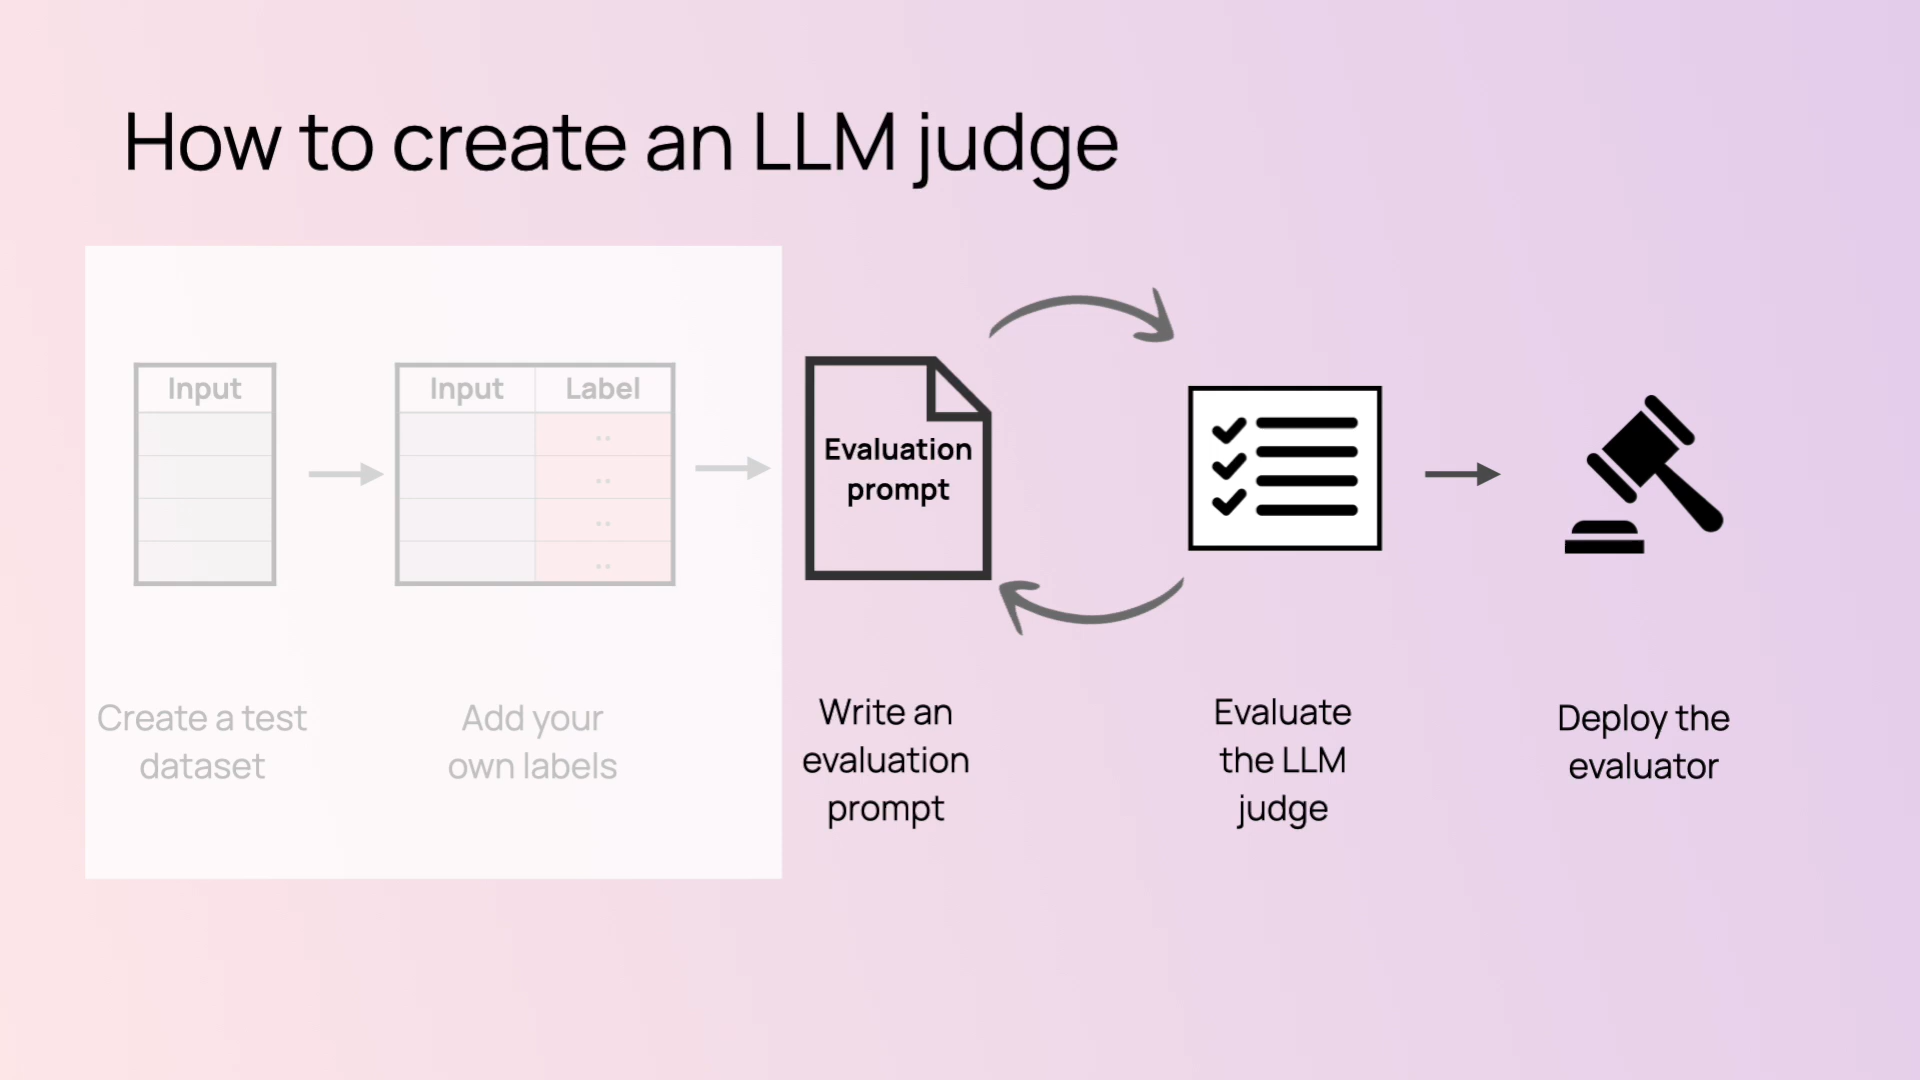 How to create an LLM judge
Input
Input Label
..
..
..
..
Evaluation
prompt
Create a test
dataset
Add your
own labels
Write an
evaluation
prompt
Evaluate
the LLM
judge
Deploy the
evaluator